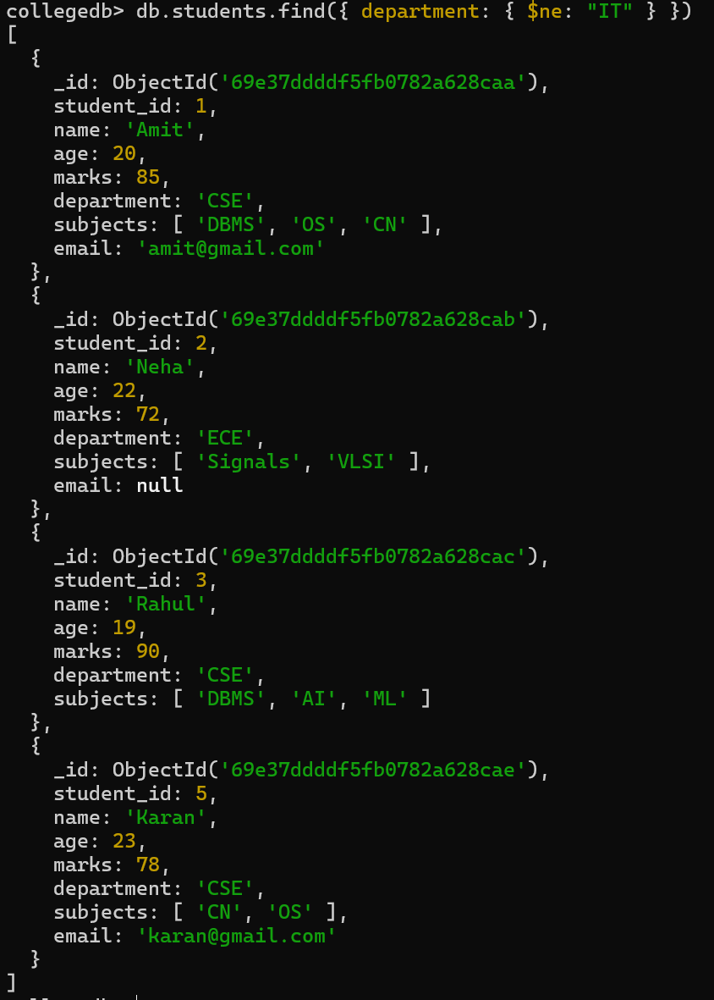 collegedb> db.students.find({ department: { $ne: "IT" } })
[
  {
    _id: ObjectId('69e37ddddf5fb0782a628caa'),
    student_id: 1,
    name: 'Amit',
    age: 20,
    marks: 85,
    department: 'CSE',
    subjects: [ 'DBMS', 'OS', 'CN' ],
    email: 'amit@gmail.com'
  },
  {
    _id: ObjectId('69e37ddddf5fb0782a628cab'),
    student_id: 2,
    name: 'Neha',
    age: 22,
    marks: 72,
    department: 'ECE',
    subjects: [ 'Signals', 'VLSI' ],
    email: null
  },
  {
    _id: ObjectId('69e37ddddf5fb0782a628cac'),
    student_id: 3,
    name: 'Rahul',
    age: 19,
    marks: 90,
    department: 'CSE',
    subjects: [ 'DBMS', 'AI', 'ML' ]
  },
  {
    _id: ObjectId('69e37ddddf5fb0782a628cae'),
    student_id: 5,
    name: 'Karan',
    age: 23,
    marks: 78,
    department: 'CSE',
    subjects: [ 'CN', 'OS' ],
    email: 'karan@gmail.com'
  }
]